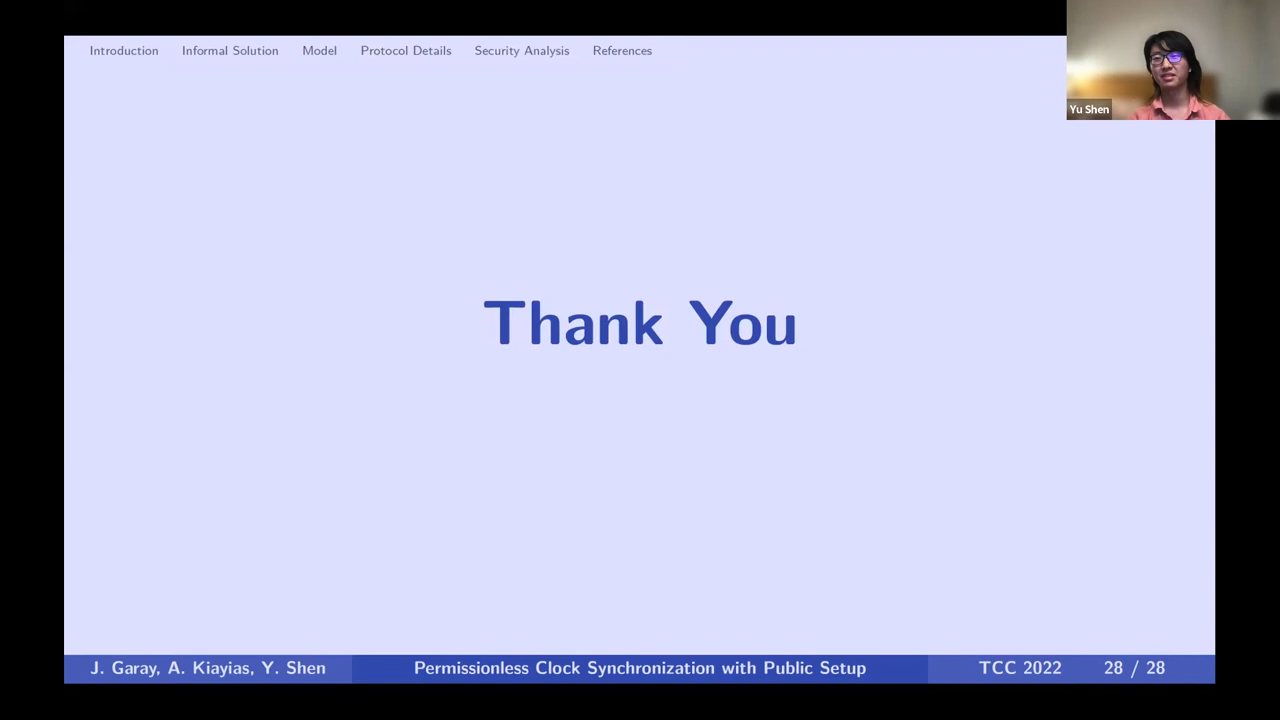 Introduction Informal Solution Model Protocol Details Security Analysis References
Yu Shen
Thank You
J. Garay, A. Kiayias, Y. Shen Permissionless Clock Synchronization with Public Setup TCC 2022 28 / 28